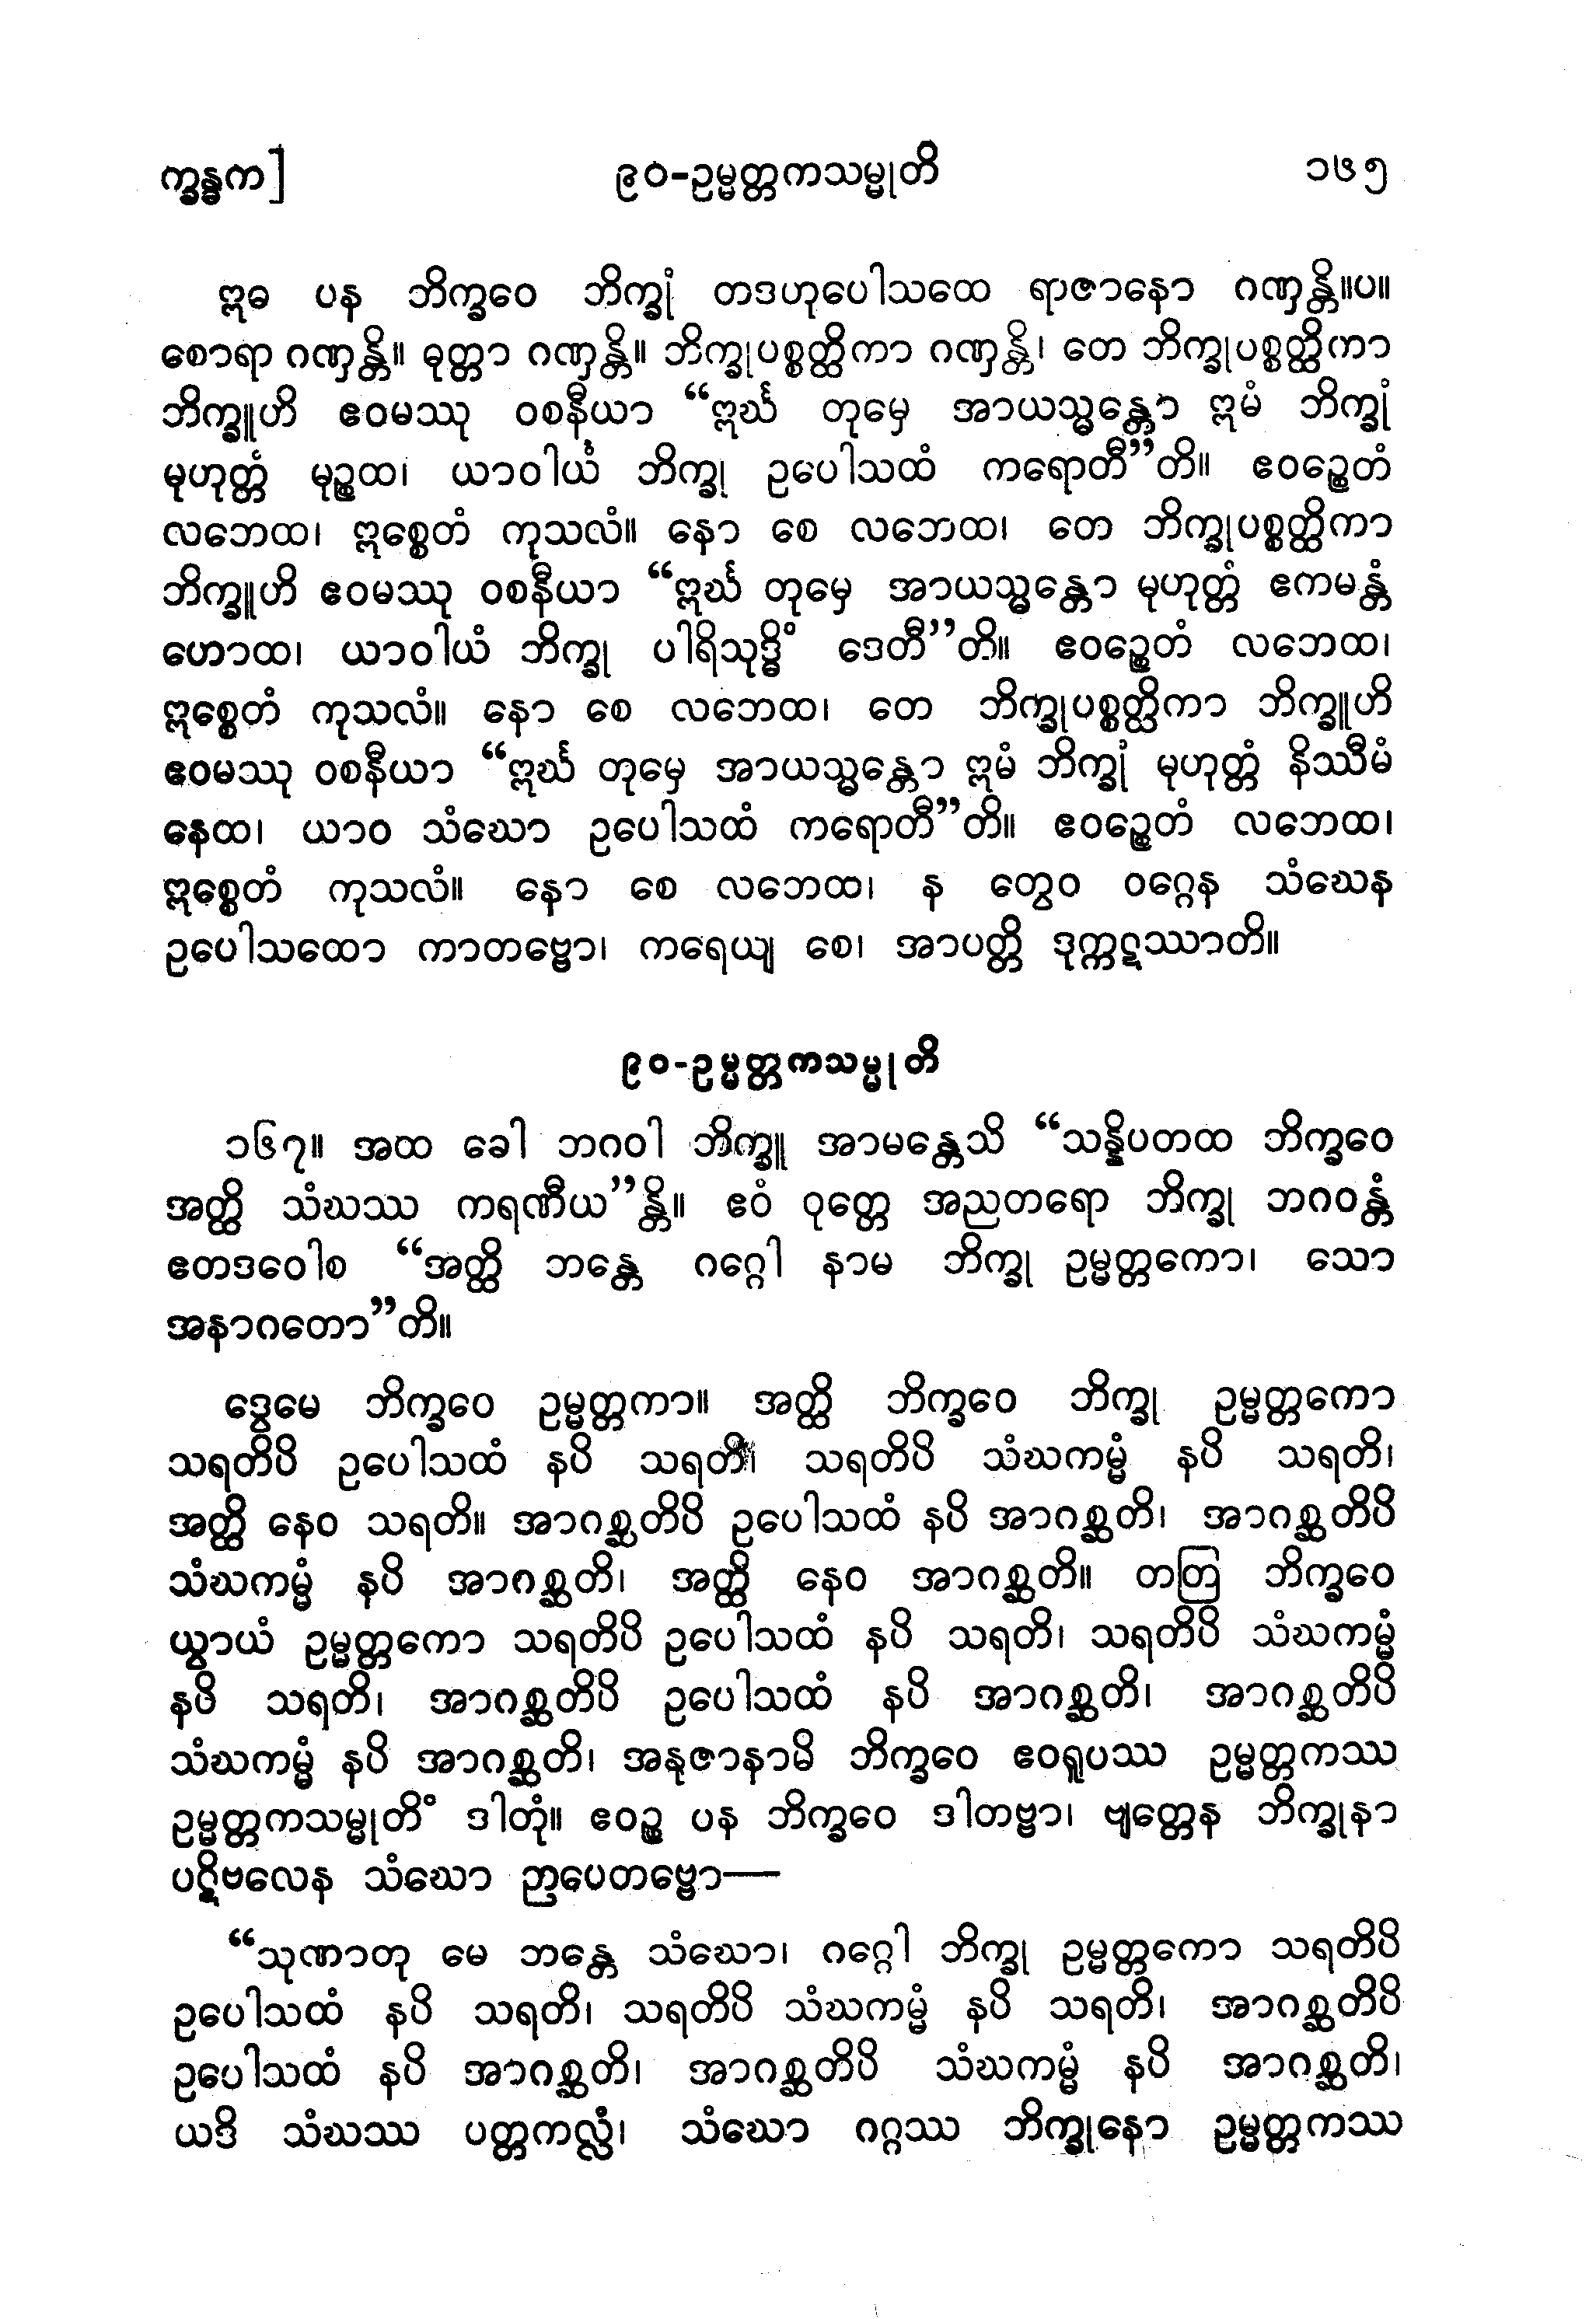 က္ခန္ဓက]
၉၀-ဥမ္မတ္တကသမ္မုတိ
၁၆၅
ဣဓ ပန ဘိက္ခဝေ ဘိက္ခုံ တဒဟုပေါသထေ ရာဇာနော ဂဏှန္တိ။ပ။
စောရာ ဂဏှန္တိ။ ဓုတ္တာ ဂဏှန္တိ။ ဘိက္ခုပစ္စတ္ထိကာ ဂဏှန္တိ၊ တေ ဘိက္ခုပစ္စတ္ထိကာ
ဘိက္ခူဟိ ဧဝမဿု ဝစနီယာ “ဣင်္ဃ တုမှေ အာယသ္မန္တော ဣမံ ဘိက္ခုံ
မုဟုတ္တံ မုဉ္စထ၊ ယာဝါယံ ဘိက္ခု ဥပေါသထံ ကရောတီ”တိ။ ဧဝဉ္စေတံ
လဘေထ၊ ဣစ္စေတံ ကုသလံ။ နော စေ လဘေထ၊ တေ ဘိက္ခုပစ္စတ္ထိကာ
ဘိက္ခူဟိ ဧဝမဿု ဝစနီယာ “ဣင်္ဃ တုမှေ အာယသ္မန္တော မုဟုတ္တံ ဧကမန္တံ
ဟောထ၊ ယာဝါယံ ဘိက္ခု ပါရိသုဒ္ဓိံ ဒေတီ”တိ။ ဧဝဉ္စေတံ လဘေထ၊
ဣစ္စေတံ ကုသလံ။ နော စေ လဘေထ၊ တေ ဘိက္ခုပစ္စတ္ထိကာ ဘိက္ခူဟိ
ဧဝမဿု ဝစနီယာ “ဣင်္ဃ တုမှေ အာယသ္မန္တော ဣမံ ဘိက္ခုံ မုဟုတ္တံ နိဿီမံ
နေထ၊ ယာဝ သံဃော ဥပေါသထံ ကရောတီ”တိ။ ဧဝဉ္စေတံ လဘေထ၊
ဣစ္စေတံ ကုသလံ။ နော စေ လဘေထ၊ န တွေဝ ဝဂ္ဂေန သံဃေန
ဥပေါသထော ကာတဗ္ဗော၊ ကရေယျ စေ၊ အာပတ္တိ ဒုက္ကဋဿာတိ။
၉၀-ဥမ္မတ္တကသမ္မုတိ
၁၆၇။ အထ ခေါ ဘဂဝါ ဘိက္ခူ အာမန္တေသိ “သန္နိပတထ ဘိက္ခဝေ
အတ္ထိ သံဃဿ ကရဏီယ”န္တိ။ ဧဝံ ဝုတ္တေ အညတရော ဘိက္ခု ဘဂဝန္တံ
ဧတဒဝေါစ “အတ္ထိ ဘန္တေ ဂဂ္ဂေါ နာမ ဘိက္ခု ဥမ္မတ္တကော၊ သော
အနာဂတော”တိ။
ဒွေမေ ဘိက္ခဝေ ဥမ္မတ္တကာ။ အတ္ထိ ဘိက္ခဝေ ဘိက္ခု ဥမ္မတ္တကော
သရတိပိ ဥပေါသထံ နပိ သရတိ၊ သရတိပိ သံဃကမ္မံ နပိ သရတိ၊
အတ္ထိ နေဝ သရတိ။ အာဂစ္ဆတိပိ ဥပေါသထံ နပိ အာဂစ္ဆတိ၊ အာဂစ္ဆတိပိ
သံဃကမ္မံ နပိ အာဂစ္ဆတိ၊ အတ္ထိ နေဝ အာဂစ္ဆတိ။ တတြ ဘိက္ခဝေ
ယွာယံ ဥမ္မတ္တကော သရတိပိ ဥပေါသထံ နပိ သရတိ၊ သရတိပိ သံဃကမ္မံ
နပိ သရတိ၊ အာဂစ္ဆတိပိ ဥပေါသထံ နပိ အာဂစ္ဆတိ၊ အာဂစ္ဆတိပိ
သံဃကမ္မံ နပိ အာဂစ္ဆတိ၊ အနုဇာနာမိ ဘိက္ခဝေ ဧဝရူပဿ ဥမ္မတ္တကဿ
ဥမ္မတ္တကသမ္မုတိံ ဒါတုံ။ ဧဝဉ္စ ပန ဘိက္ခဝေ ဒါတဗ္ဗာ၊ ဗျတ္တေန ဘိက္ခုနာ
ပဋိဗလေန သံဃော ဉာပေတဗ္ဗော—
“သုဏာတု မေ ဘန္တေ သံဃော၊ ဂဂ္ဂေါ ဘိက္ခု ဥမ္မတ္တကော သရတိပိ
ဥပေါသထံ နပိ သရတိ၊ သရတိပိ သံဃကမ္မံ နပိ သရတိ၊ အာဂစ္ဆတိပိ
ဥပေါသထံ နပိ အာဂစ္ဆတိ၊ အာဂစ္ဆတိပိ သံဃကမ္မံ နပိ အာဂစ္ဆတိ၊
ယဒိ သံဃဿ ပတ္တကလ္လံ၊ သံဃော ဂဂ္ဂဿ ဘိက္ခုနော ဥမ္မတ္တကဿ